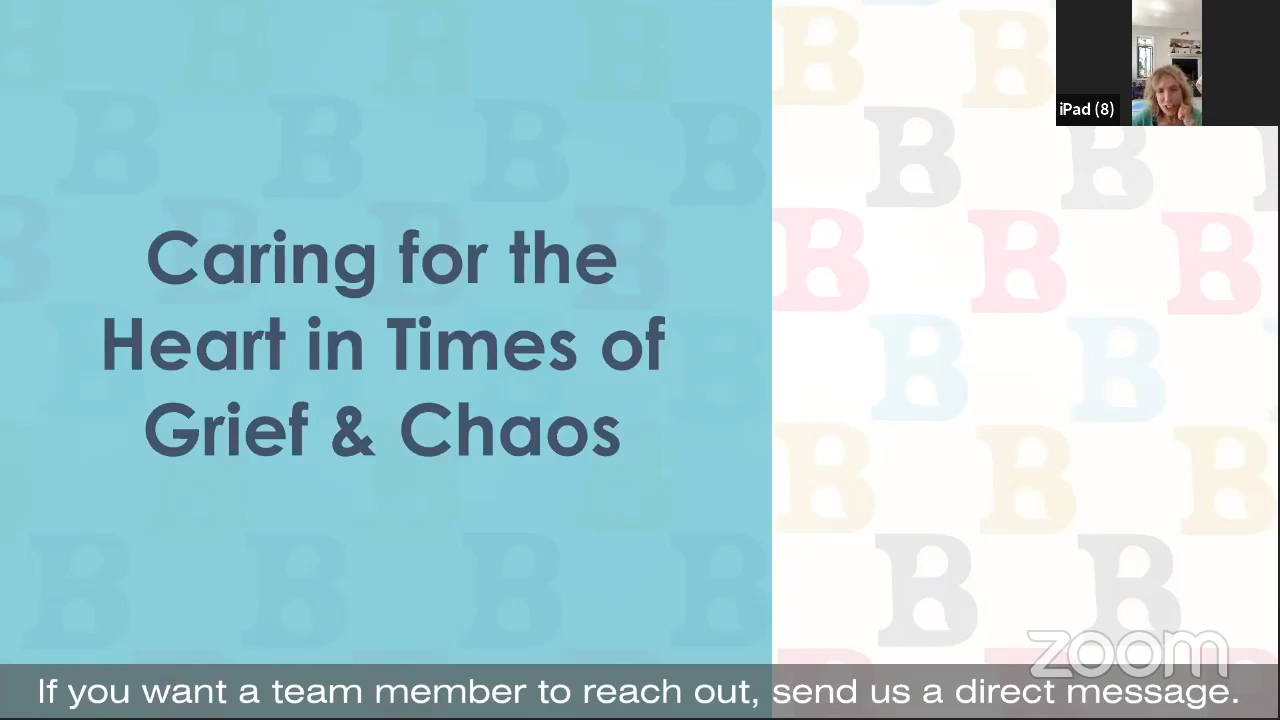 iPad (8)
Caring for the
Heart in Times of
Grief & Chaos
zoom
If you want a team member to reach out, send us a direct message.